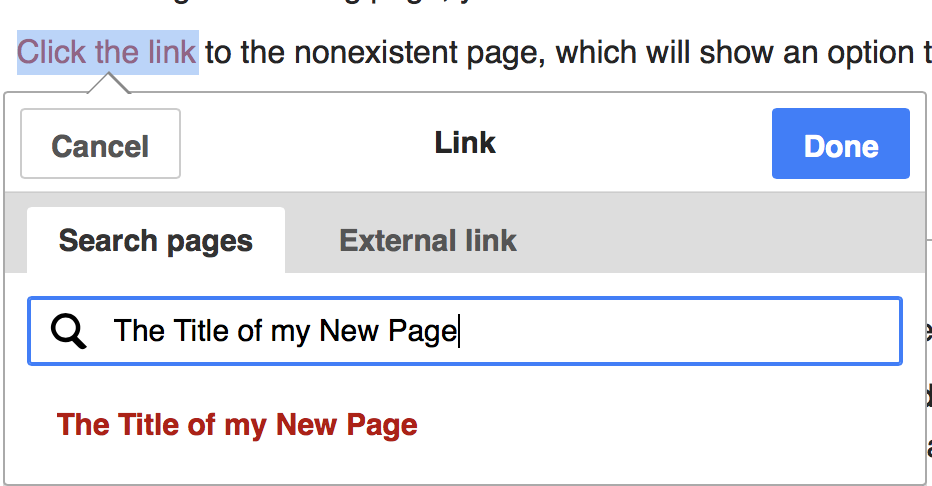 Click the link to the nonexistent page, which will show an option
Cancel
Link
Done
Search pages
External link
The Title of my New Page
The Title of my New Page